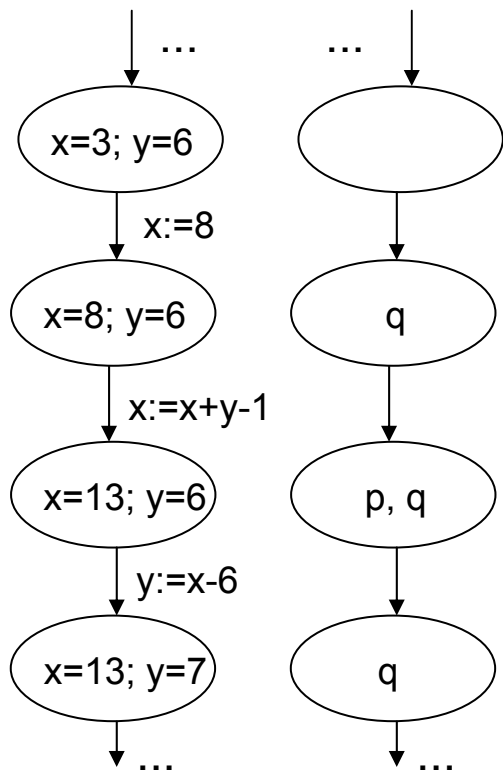 ... ...
x=3; y=6
x:=8
x=8; y=6 q
x:=x+y-1
x=13; y=6 p, q
y:=x-6
x=13; y=7 q
... ...